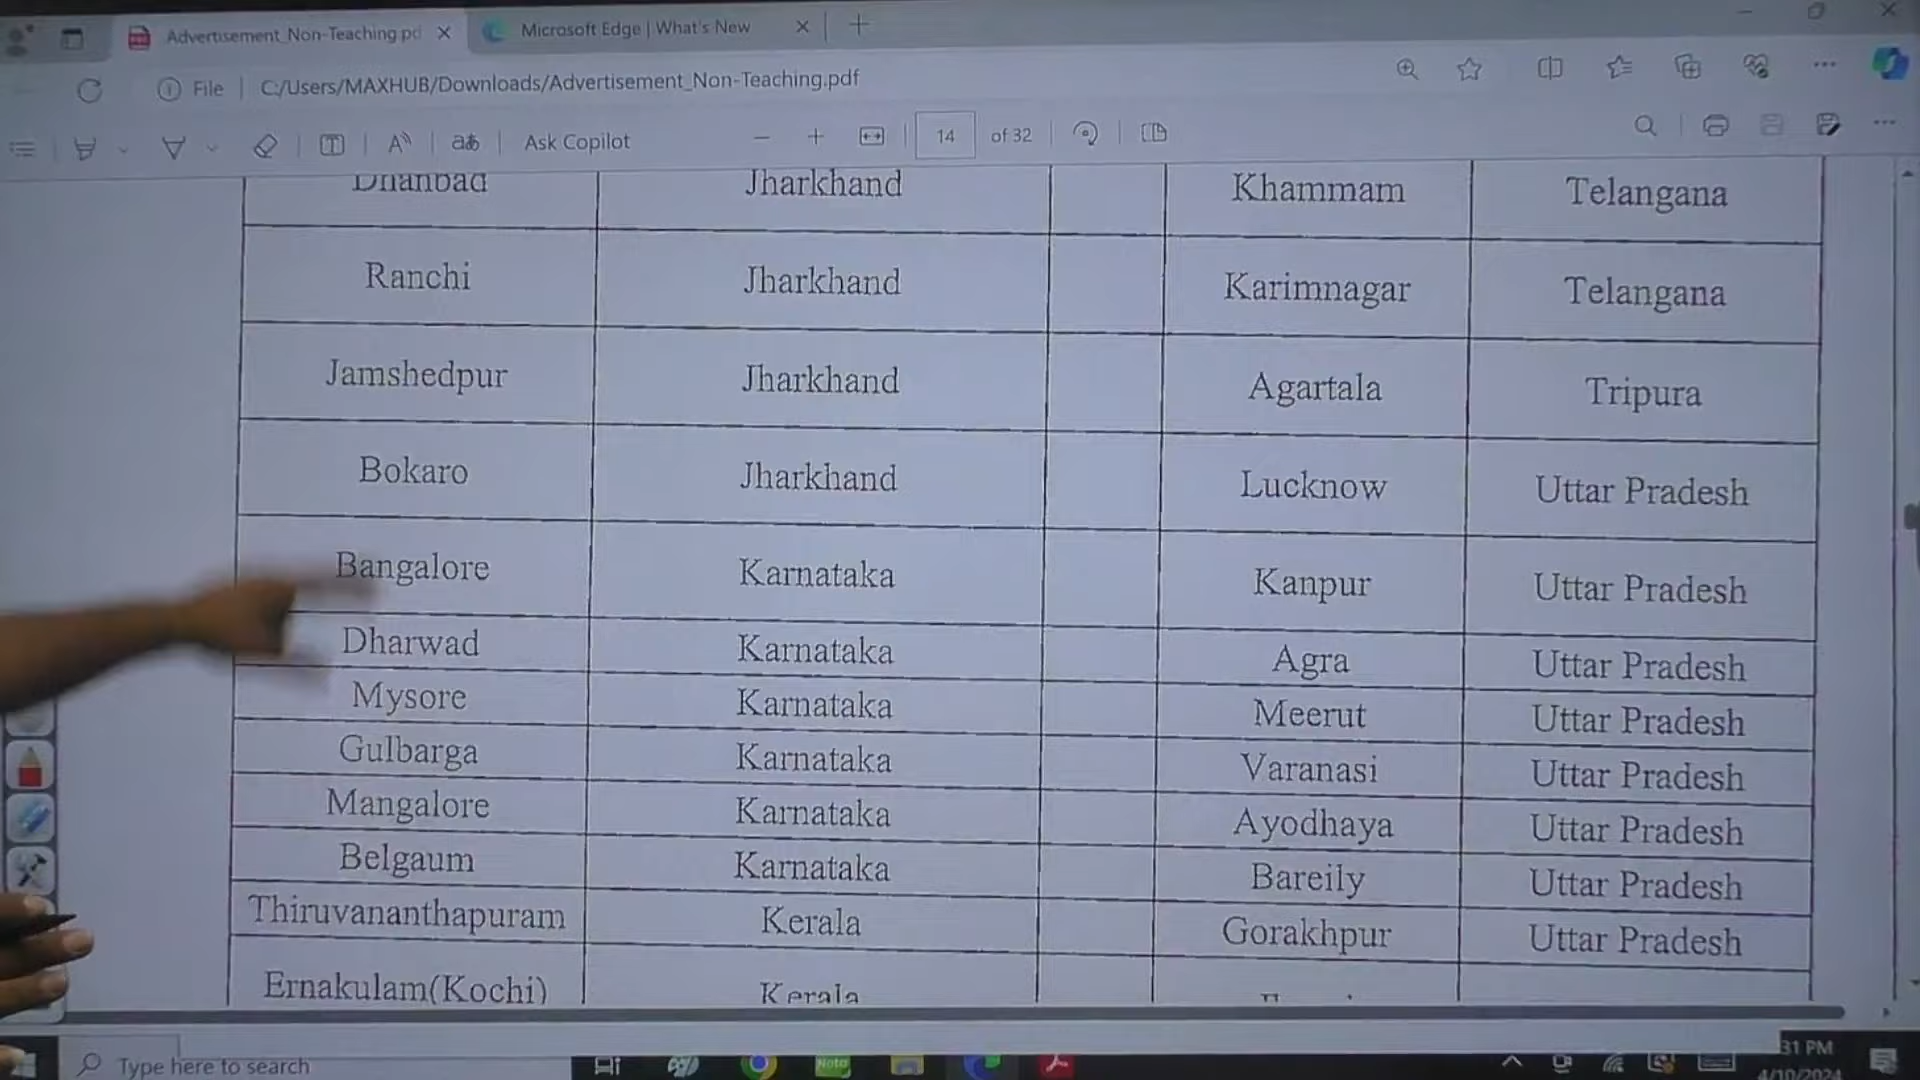 Advertisement_Non-Teaching.pd
Microsoft Edge | What's New
File
C:/Users/MAXHUB/Downloads/Advertisement_Non-Teaching.pdf
Ask Copilot
14 of 32
Dhanbad Jharkhand Khammam Telangana
Ranchi Jharkhand Karimnagar Telangana
Jamshedpur Jharkhand Agartala Tripura
Bokaro Jharkhand Lucknow Uttar Pradesh
Bangalore Karnataka Kanpur Uttar Pradesh
Dharwad Karnataka Agra Uttar Pradesh
Mysore Karnataka Meerut Uttar Pradesh
Gulbarga Karnataka Varanasi Uttar Pradesh
Mangalore Karnataka Ayodhaya Uttar Pradesh
Belgaum Karnataka Bareily Uttar Pradesh
Thiruvananthapuram Kerala Gorakhpur Uttar Pradesh
Ernakulam(Kochi) Kerala
Type here to search
Note
31 PM
4/10/2024